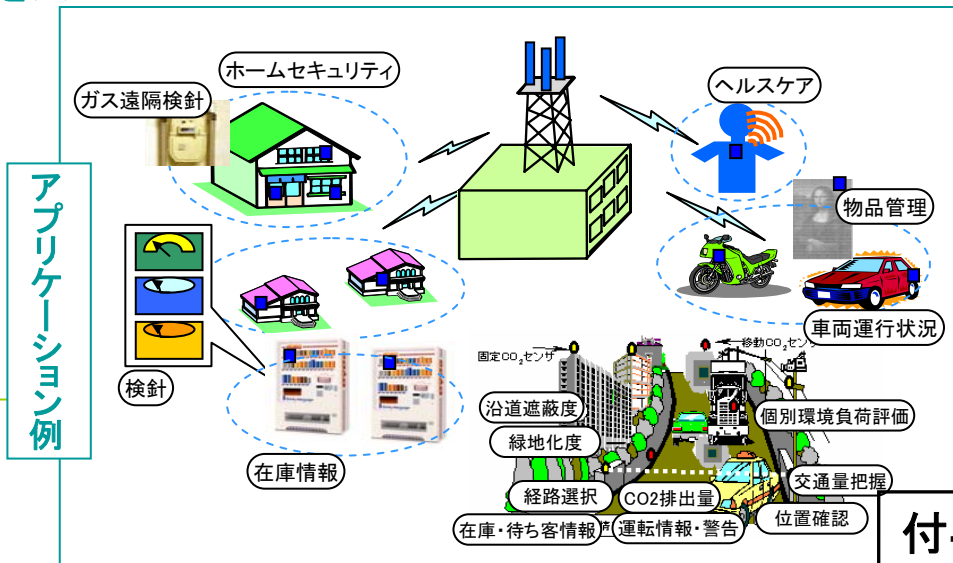 ホームセキュリティ
ガス遠隔検針
ヘルスケア
物品管理
車両運行状況
アプリケーション例
検針
在庫情報
固定CO₂センサ
移動CO₂センサ
沿道遮蔽度
緑地化度
個別環境負荷評価
経路選択
CO2排出量
交通量把握
在庫・待ち客情報
運転情報・警告
位置確認
付